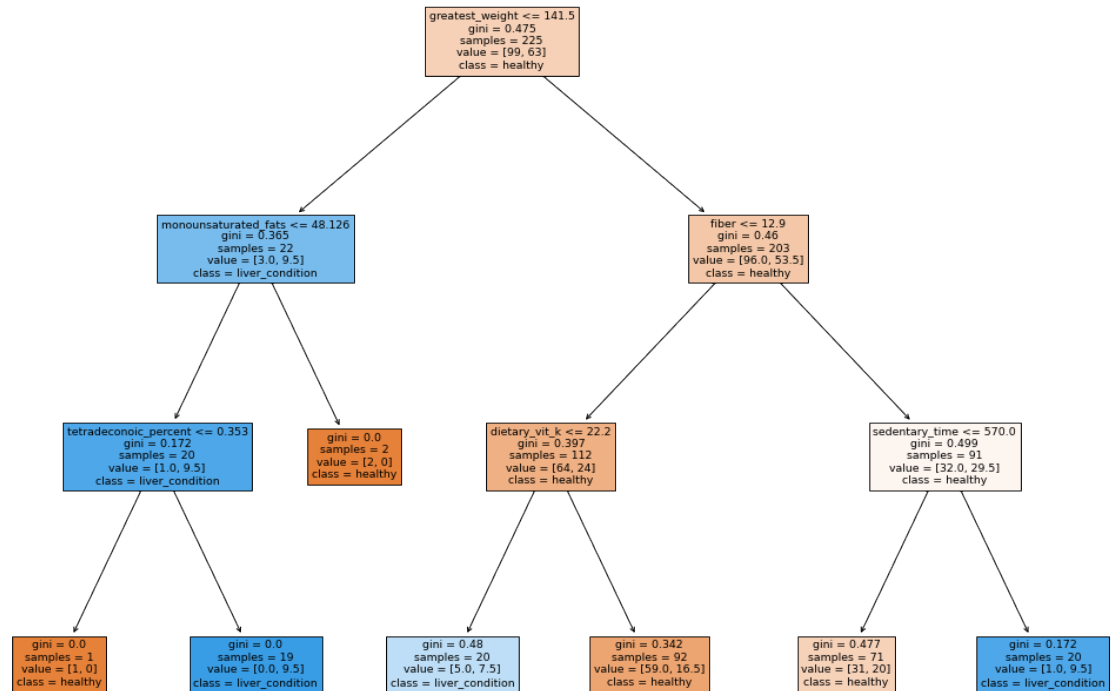 greatest_weight <= 141.5
gini = 0.475
samples = 225
value = [99, 63]
class = healthy
monounsaturated_fats <= 48.126
gini = 0.365
samples = 22
value = [3.0, 9.5]
class = liver_condition
fiber <= 12.9
gini = 0.46
samples = 203
value = [96.0, 53.5]
class = healthy
tetradeconoic_percent <= 0.353
gini = 0.172
samples = 20
value = [1.0, 9.5]
class = liver_condition
gini = 0.0
samples = 2
value = [2, 0]
class = healthy
dietary_vit_k <= 22.2
gini = 0.397
samples = 112
value = [64, 24]
class = healthy
sedentary_time <= 570.0
gini = 0.499
samples = 91
value = [32.0, 29.5]
class = healthy
gini = 0.0
samples = 1
value = [1, 0]
class = healthy
gini = 0.0
samples = 19
value = [0.0, 9.5]
class = liver_condition
gini = 0.48
samples = 20
value = [5.0, 7.5]
class = liver_condition
gini = 0.342
samples = 92
value = [59.0, 16.5]
class = healthy
gini = 0.477
samples = 71
value = [31, 20]
class = healthy
gini = 0.172
samples = 20
value = [1.0, 9.5]
class = liver_condition